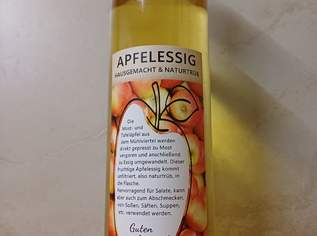 APFELESSIG
HAUSGEMACHT & NATURTRÜB
Die
Most- und
Tafeläpfel aus
dem Mühlviertel werden
direkt gepresst zu Most
vergoren und anschließend
zu Essig umgewandelt. Dieser
fruchtige Apfelessig kommt
unfiltriert, also naturtrüb, in
die Flasche.
Hervorragend für Salate, kann
aber auch zum Abschmecken,
von Soßen, Säften, Suppen,
etc. verwendet werden.
Guten